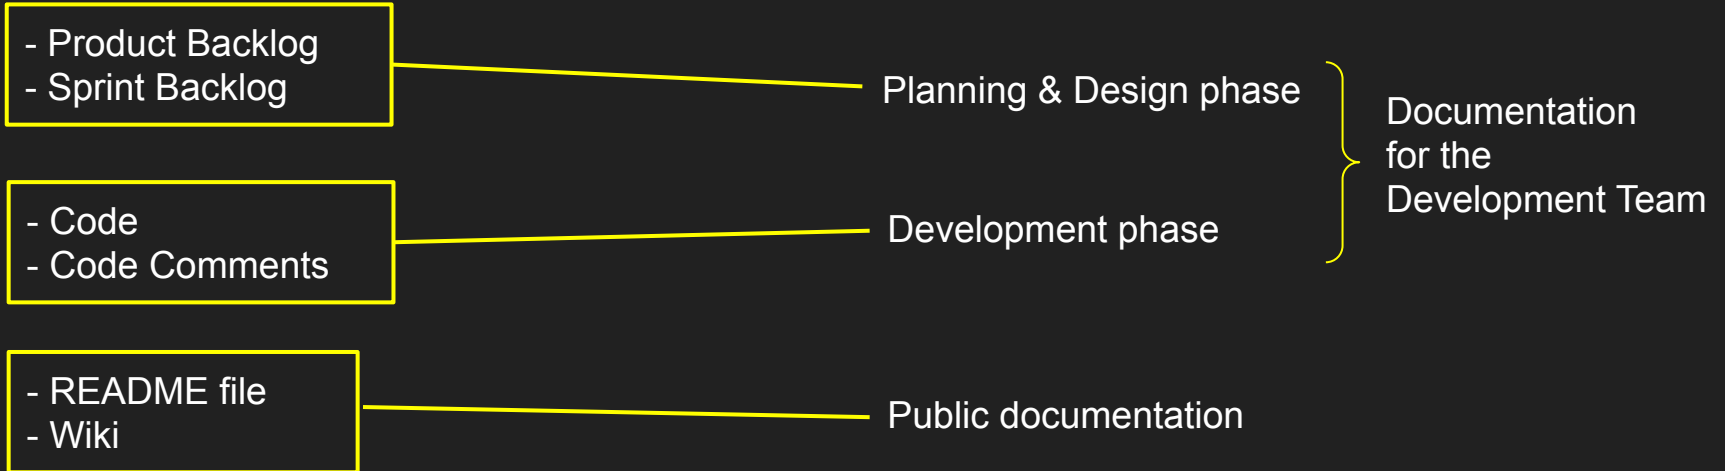 - Product Backlog
- Sprint Backlog
Planning & Design phase
Documentation
for the
Development Team
- Code
- Code Comments
Development phase
- README file
- Wiki
Public documentation